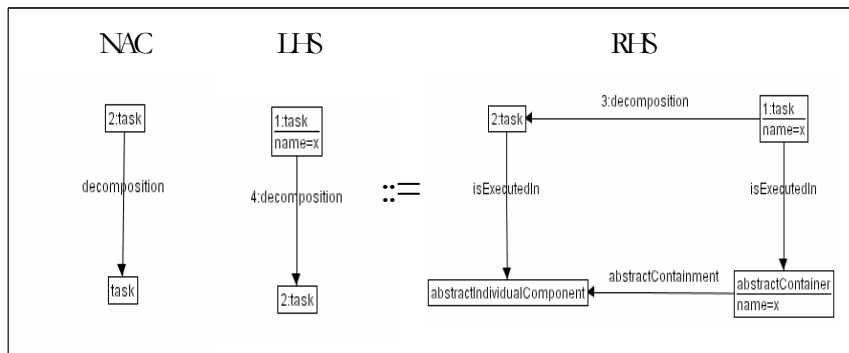 NAC
LHS
RHS
2:task
decomposition
task
1:task
name=x
4:decomposition
2:task
::=
3:decomposition
2:task
1:task
name=x
isExecutedIn
isExecutedIn
abstractContainment
abstractIndividualComponent
abstractContainer
name=x